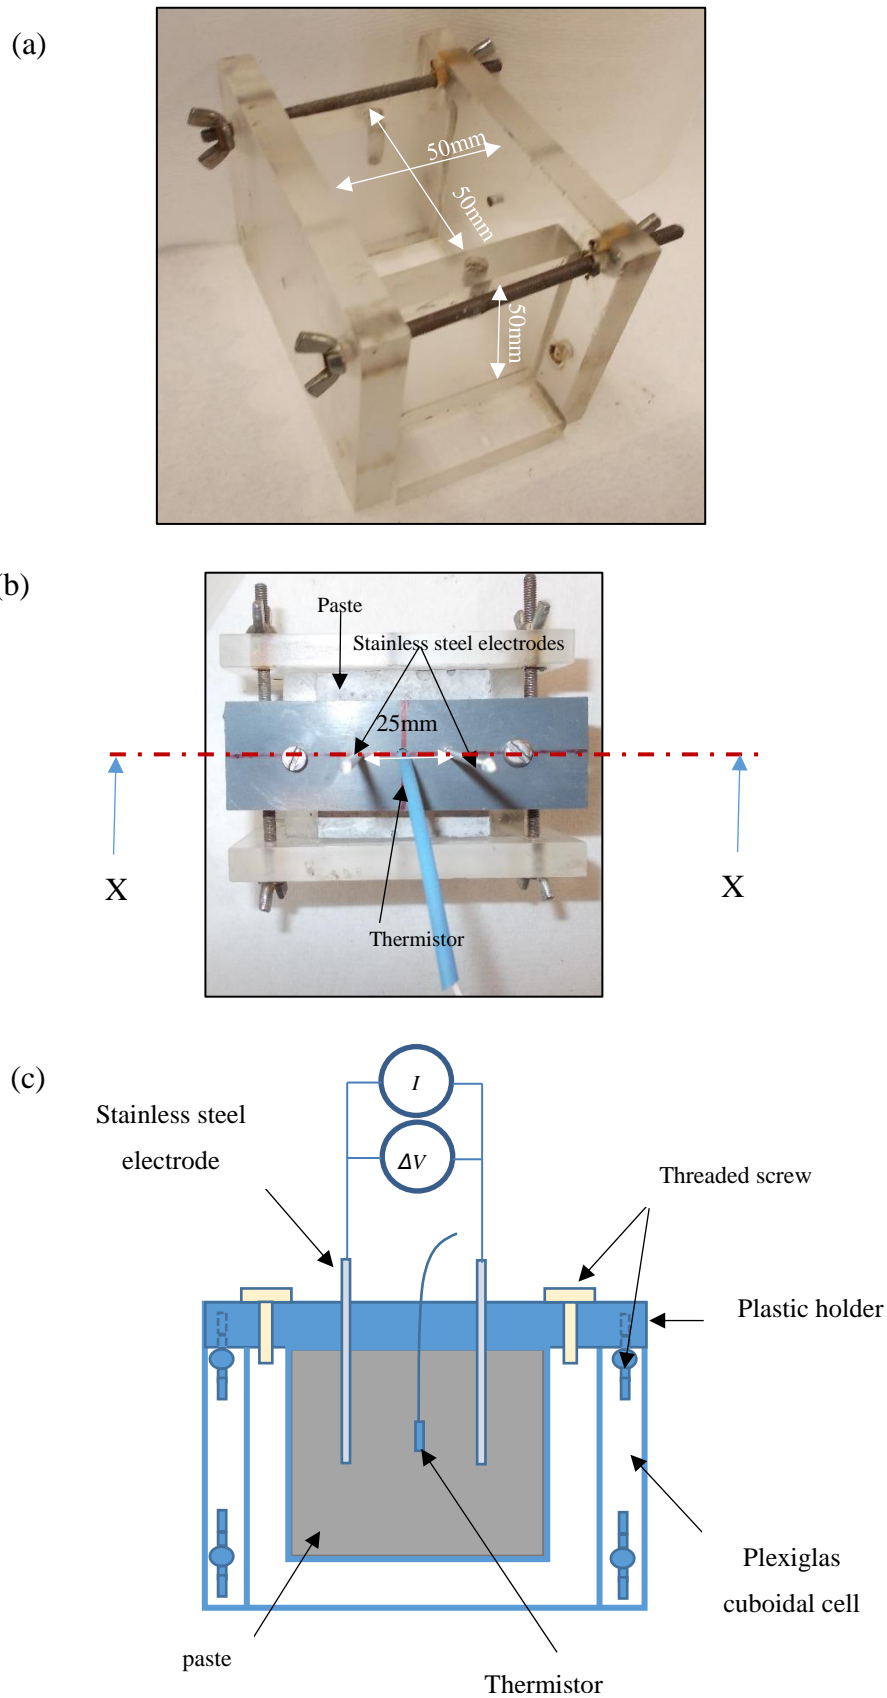 (a)
50mm
50mm
50mm
(b)
Paste
Stainless steel electrodes
25mm
X
X
Thermistor
(c)
I
Stainless steel
electrode
ΔV
Threaded screw
Plastic holder
Plexiglas
cuboidal cell
paste
Thermistor